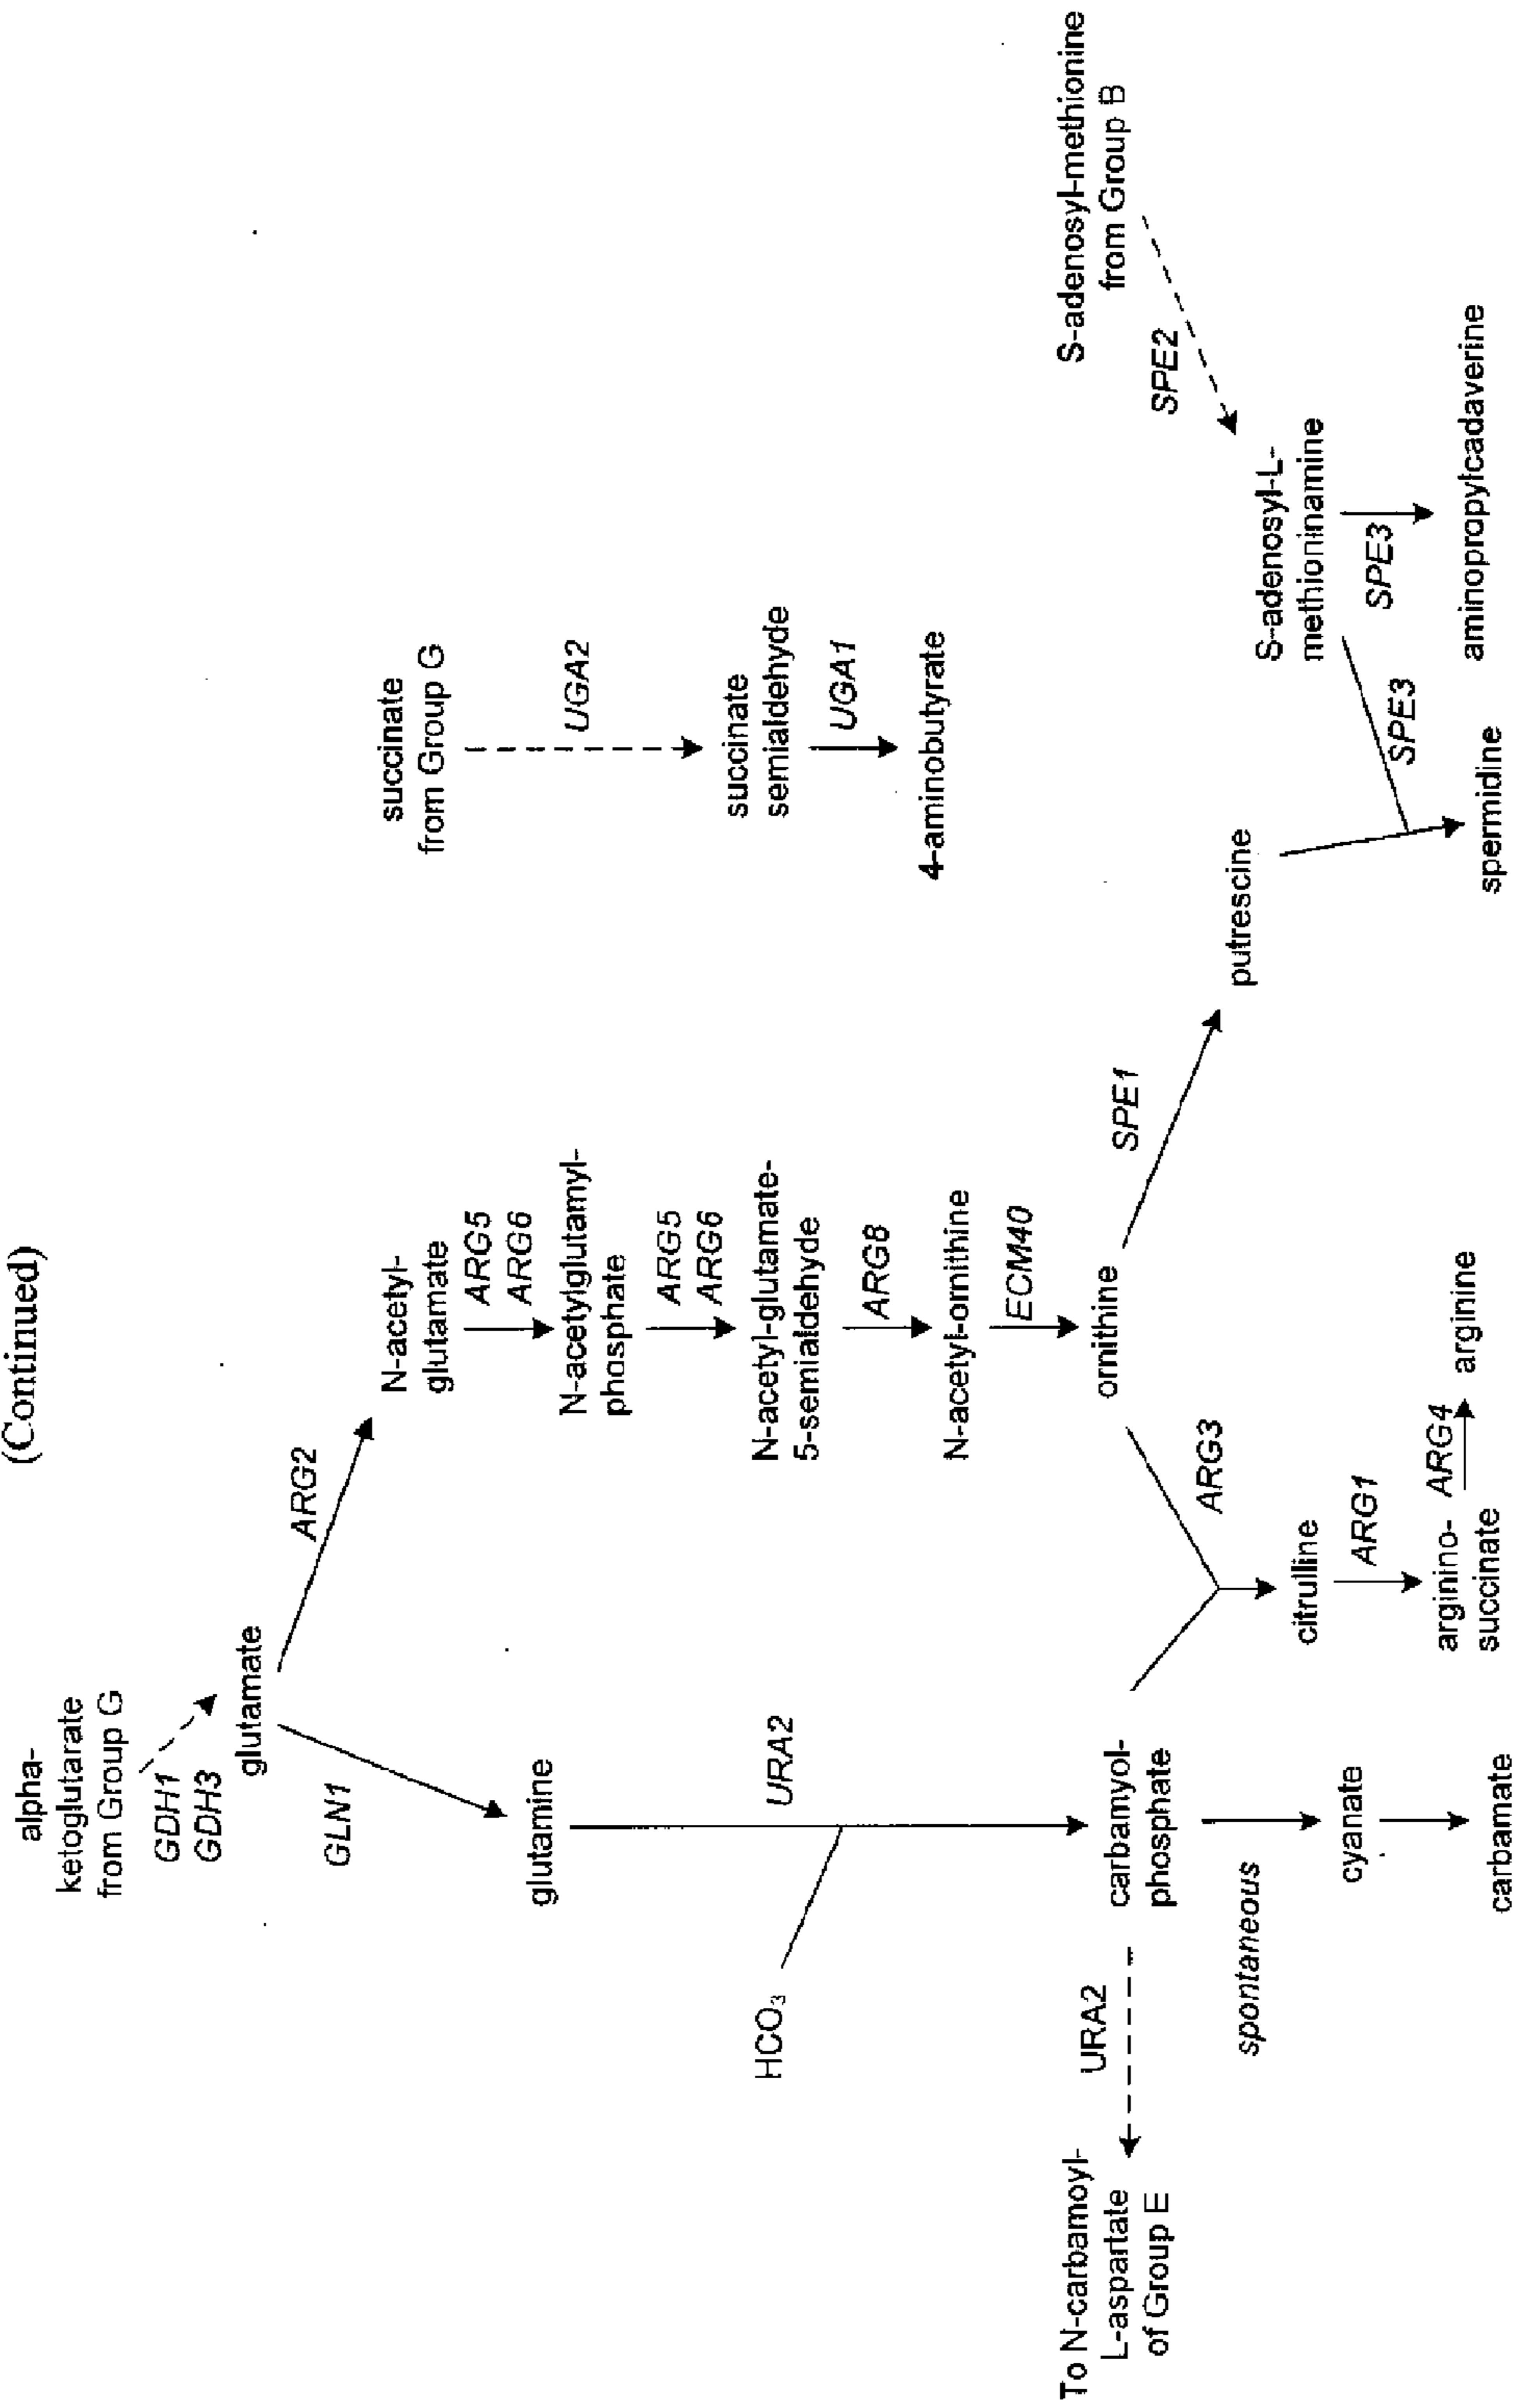 (Continued)
alpha-
ketoglutarate
from Group G
GDH1
GDH3
glutamate
GLN1
ARG2
glutamine
N-acetyl-
glutamate
ARG5
ARG6
N-acetylglutamyl-
phosphate
ARG5
ARG6
N-acetyl-glutamate-
5-semialdehyde
ARG8
N-acetyl-ornithine
ECM40
ornithine
succinate
from Group G
UGA2
succinate
semialdehyde
UGA1
4-aminobutyrate
HCO₃
URA2
carbamyol-
phosphate
URA2
To N-carbamoyl-
L-aspartate
of Group E
spontaneous
cyanate
carbamate
ARG3
citrulline
ARG1
arginino-
succinate
ARG4
arginine
SPE1
putrescine
S-adenosyl-methionine
from Group B
SPE2
S-adenosyl-L-
methioninamine
SPE3
SPE3
spermidine
aminopropylcadaverine